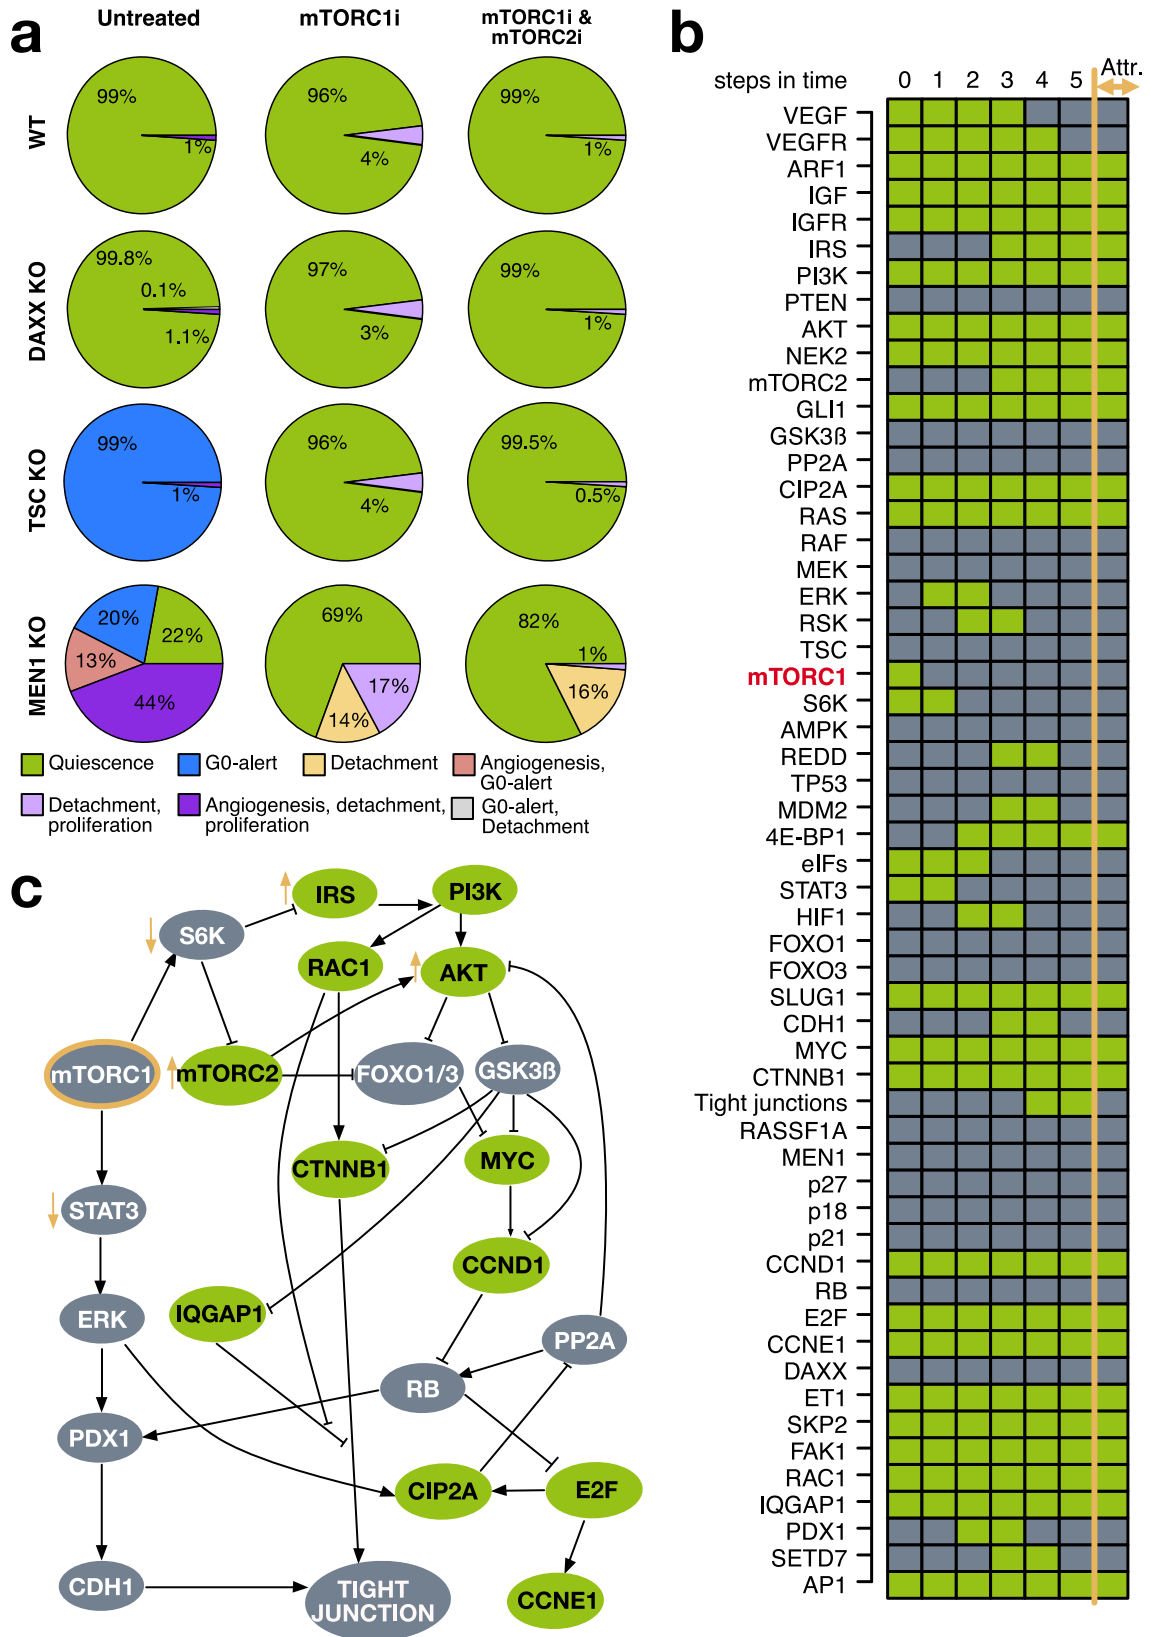 a
Untreated
mTORC1i
mTORC1i &
mTORC2i
WT
99%
1%
96%
4%
99%
1%
DAXX KO
99.8%
0.1%
1.1%
97%
3%
99%
1%
TSC KO
99%
1%
96%
4%
99.5%
0.5%
MEN1 KO
20%
22%
13%
44%
69%
17%
14%
82%
1%
16%
Quiescence
G0-alert
Detachment
Angiogenesis,
G0-alert
Detachment,
proliferation
Angiogenesis, detachment,
proliferation
G0-alert,
Detachment
b
steps in time
0 1 2 3 4 5
Attr.
VEGF
VEGFR
ARF1
IGF
IGFR
IRS
PI3K
PTEN
AKT
NEK2
mTORC2
GLI1
GSK3ß
PP2A
CIP2A
RAS
RAF
MEK
ERK
RSK
TSC
mTORC1
S6K
AMPK
REDD
TP53
MDM2
4E-BP1
eIFs
STAT3
HIF1
FOXO1
FOXO3
SLUG1
CDH1
MYC
CTNNB1
Tight junctions
RASSF1A
MEN1
p27
p18
p21
CCND1
RB
E2F
CCNE1
DAXX
ET1
SKP2
FAK1
RAC1
IQGAP1
PDX1
SETD7
AP1
c
IRS
PI3K
S6K
RAC1
AKT
mTORC1
mTORC2
FOXO1/3
GSK3ß
CTNNB1
MYC
STAT3
CCND1
ERK
IQGAP1
PP2A
RB
PDX1
CIP2A
E2F
CDH1
TIGHT
JUNCTION
CCNE1